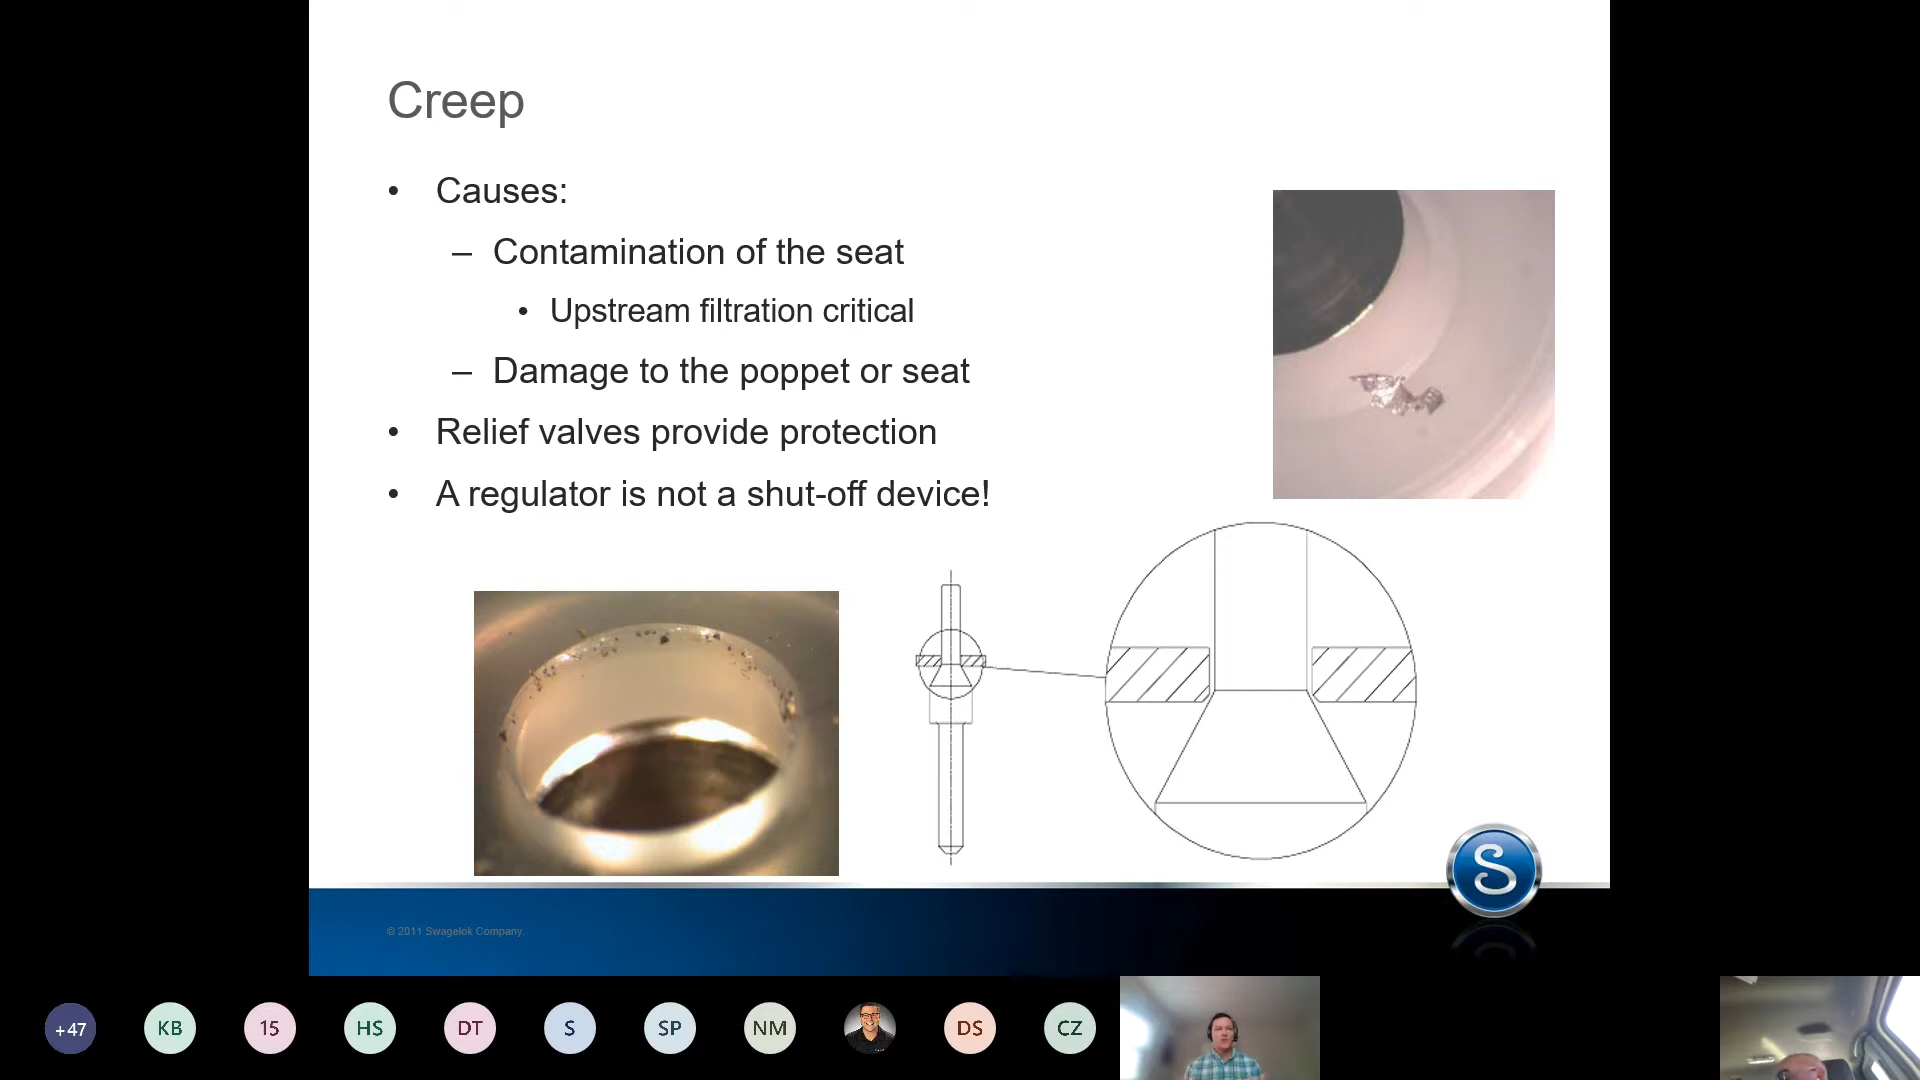 Creep
• Causes:
– Contamination of the seat
• Upstream filtration critical
– Damage to the poppet or seat
• Relief valves provide protection
• A regulator is not a shut-off device!
S
© 2011 Swagelok Company.
+47
KB
15
HS
DT
S
SP
NM
DS
CZ